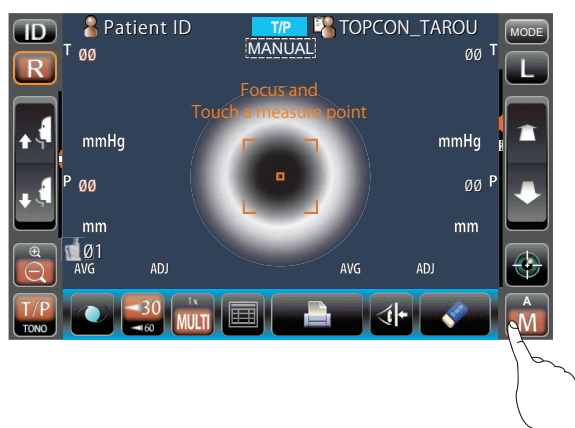 ID
Patient ID
T/P
TOPCON_TAROU
MODE
R
T
00
MANUAL
00
T
L
Focus and
Touch a measure point
mmHg
mmHg
P
00
00
P
mm
mm
01
AVG
ADJ
AVG
ADJ
T/P
TONO
30
60
1x
MULTI
A
M